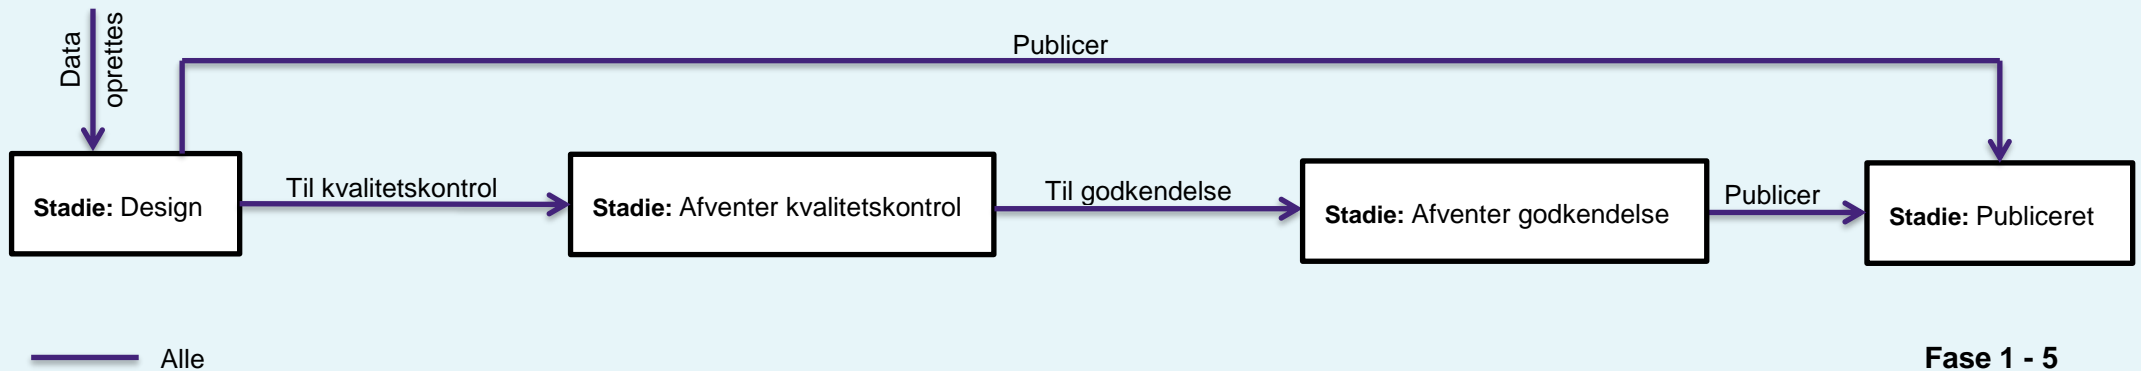 Data
oprettes
Publicer
Stadie: Design
Til kvalitetskontrol
Stadie: Afventer kvalitetskontrol
Til godkendelse
Stadie: Afventer godkendelse
Publicer
Stadie: Publiceret
Alle
Fase 1 - 5